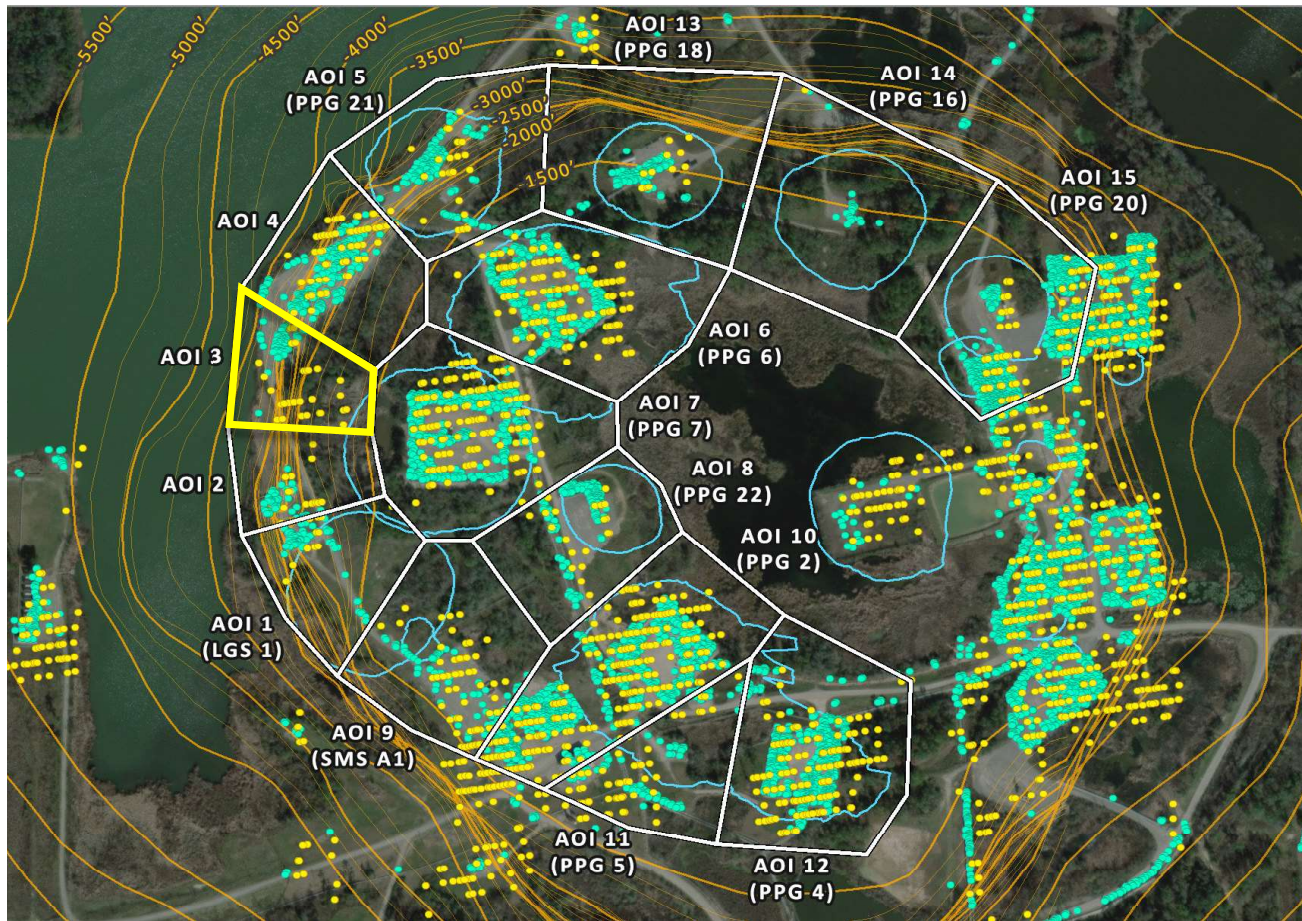 -5500'
-5000'
-4500'
-4000'
-3500'
-3000'
-2500'
-2000'
-1500'
AOI 13
(PPG 18)
AOI 14
(PPG 16)
AOI 5
(PPG 21)
AOI 15
(PPG 20)
AOI 4
AOI 3
AOI 6
(PPG 6)
AOI 7
(PPG 7)
AOI 2
AOI 8
(PPG 22)
AOI 10
(PPG 2)
AOI 1
(LGS 1)
AOI 9
(SMS A1)
AOI 11
(PPG 5)
AOI 12
(PPG 4)